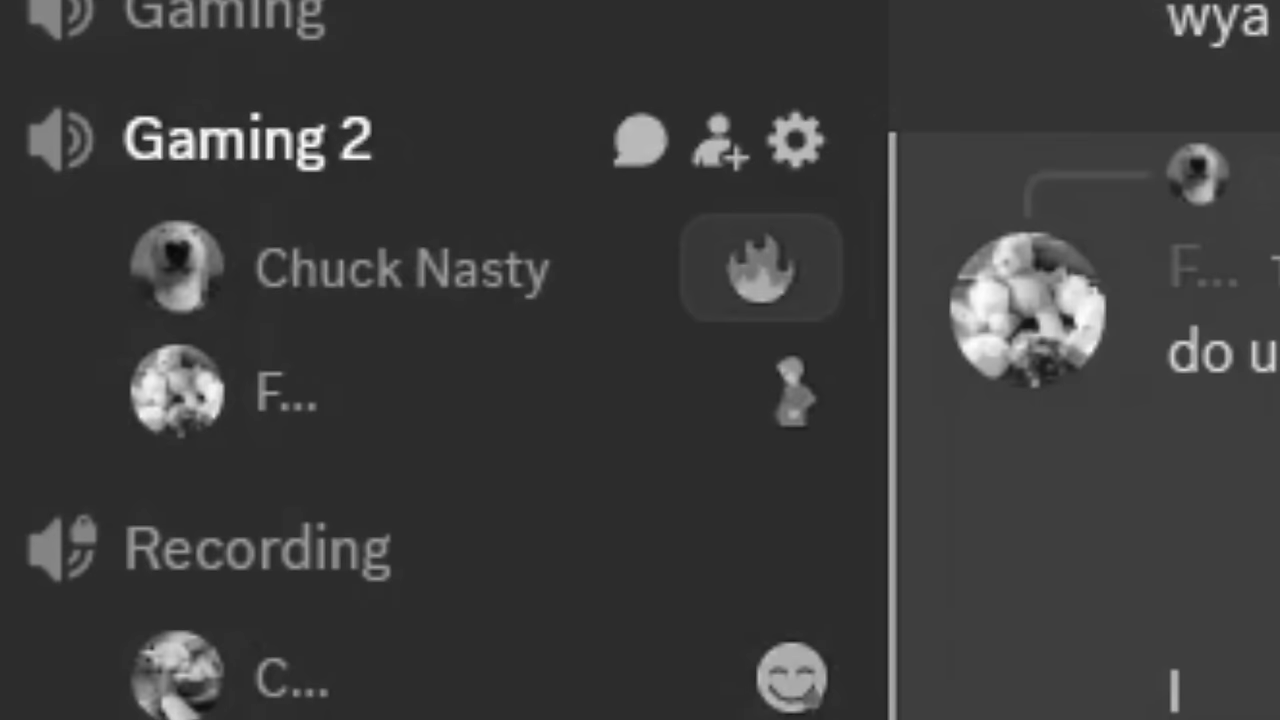 Gaming
wya
Gaming 2
Chuck Nasty
F...
F...
do u
F...
Recording
C...